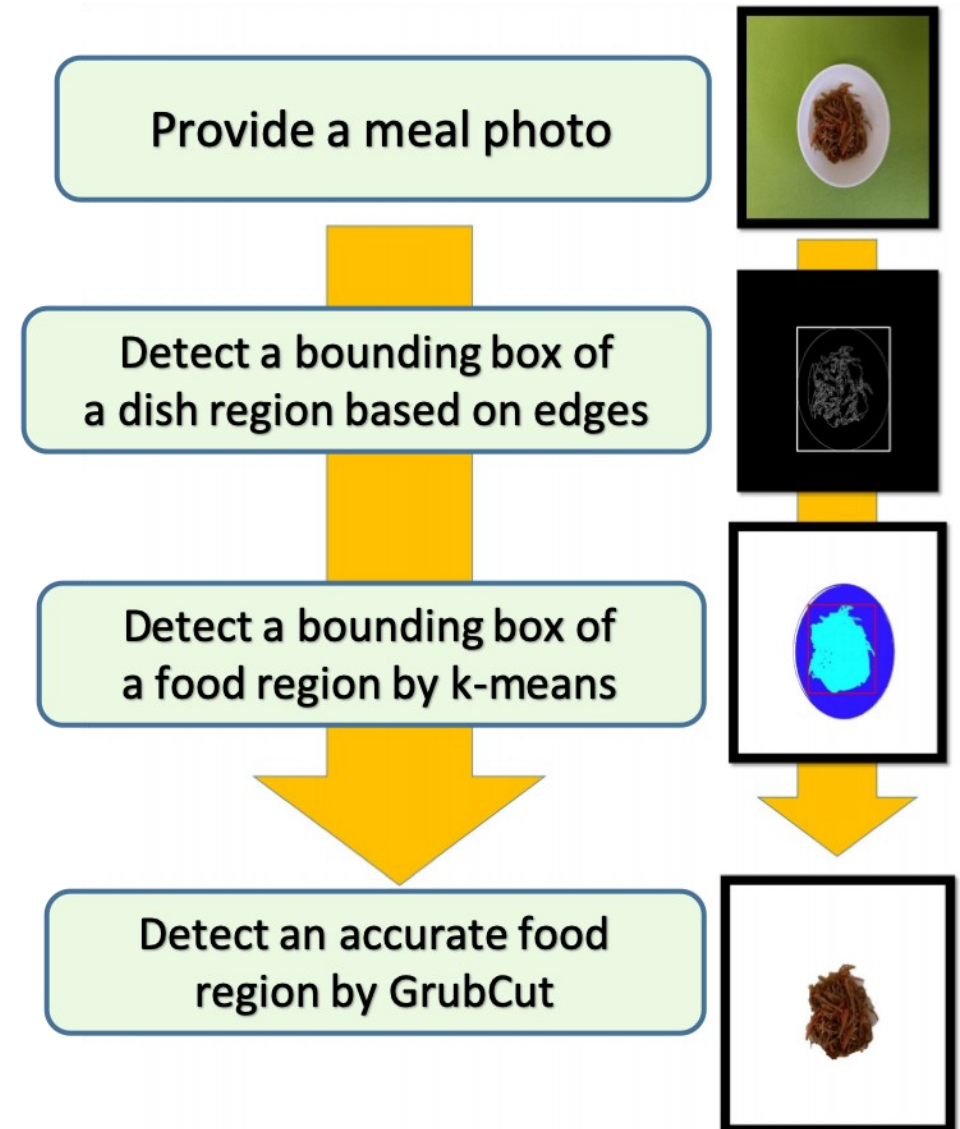 Provide a meal photo
Detect a bounding box of
a dish region based on edges
Detect a bounding box of
a food region by k-means
Detect an accurate food
region by GrubCut